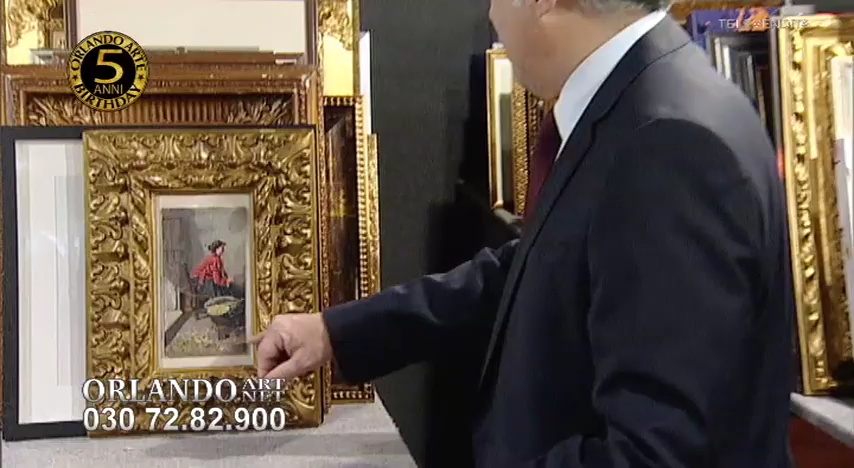 ORLANDO ARTE
5
ANNI
BIRTHDAY
ORLANDO ART NET
030 72.82.900